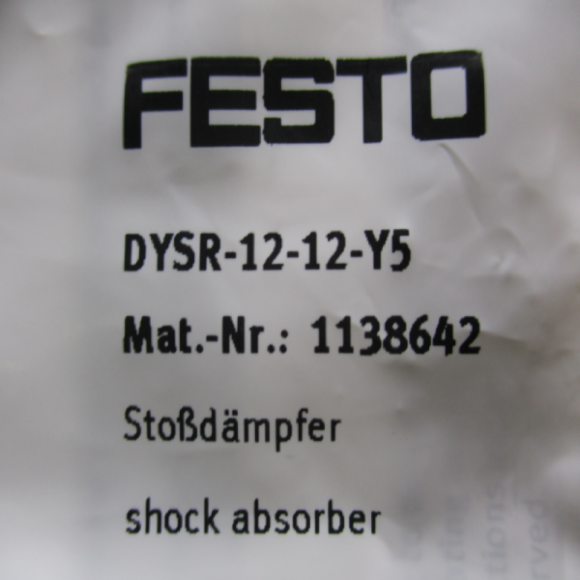 FESTO
DYSR-12-12-Y5
Mat.-Nr.: 1138642
Stoßdämpfer
shock absorber